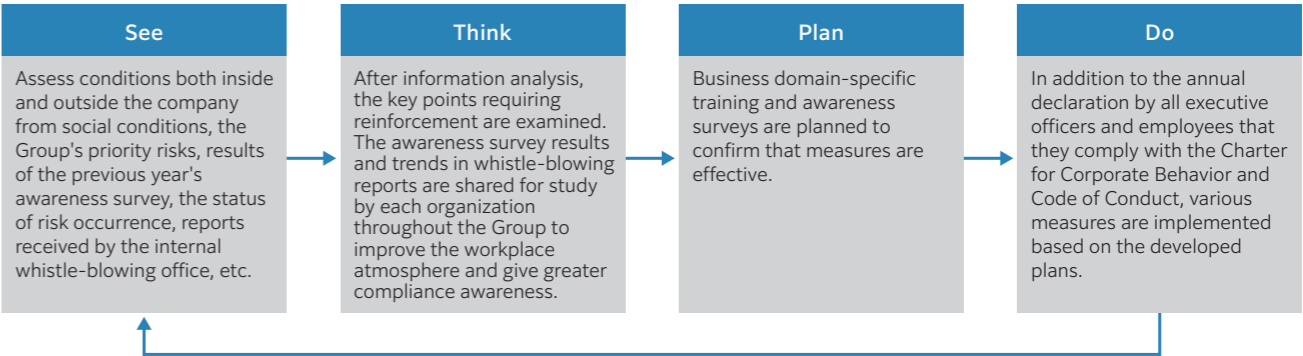 See
Assess conditions both inside
and outside the company
from social conditions, the
Group's priority risks, results
of the previous year's
awareness survey, the status
of risk occurrence, reports
received by the internal
whistle-blowing office, etc.
Think
After information analysis,
the key points requiring
reinforcement are examined.
The awareness survey results
and trends in whistle-blowing
reports are shared for study
by each organization
throughout the Group to
improve the workplace
atmosphere and give greater
compliance awareness.
Plan
Business domain-specific
training and awareness
surveys are planned to
confirm that measures are
effective.
Do
In addition to the annual
declaration by all executive
officers and employees that
they comply with the Charter
for Corporate Behavior and
Code of Conduct, various
measures are implemented
based on the developed
plans.